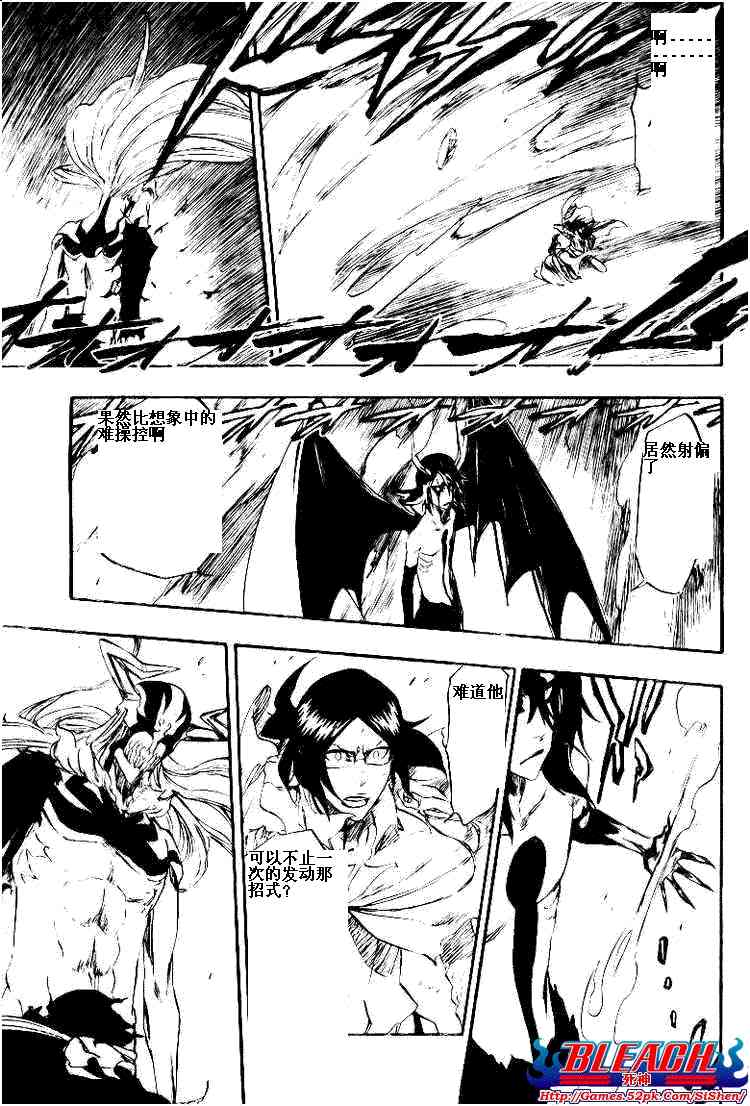 啊------
------
啊
居然射偏
了
果然比想象中的
难操控啊
难道他
可以不止一
次的发动那
招式?
BLEACH
死神
Http://Games.52pk.Com/SiShen/